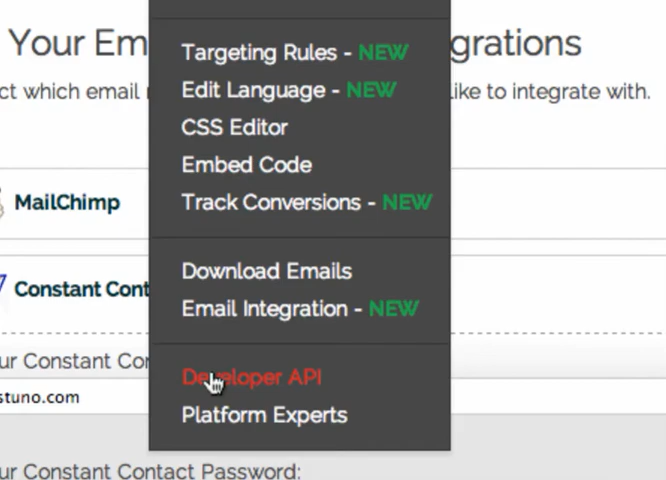 Your Em
grations
ct which email
like to integrate with.
Targeting Rules - NEW
Edit Language - NEW
CSS Editor
Embed Code
Track Conversions - NEW
MailChimp
Download Emails
Constant Cont
Email Integration - NEW
ur Constant Cor
Developer API
stuno.com
Platform Experts
ur Constant Contact Password: